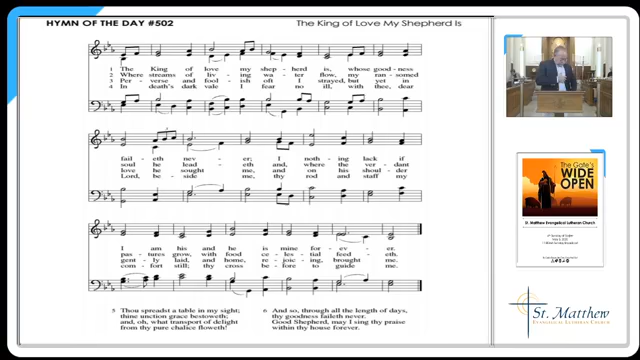 HYMN OF THE DAY #502
The King of Love My Shepherd Is
1 The King of love my shep- herd is, whose good-ness
2 Where streams of liv- ing wa- ter flow, my ran-somed
3 Per- verse and fool- ish oft I strayed, but yet in
4 In death's dark vale I fear no ill, with thee, dear
fail- eth nev- er; I noth- ing lack if
soul he lead- eth and, where the ver- dant
love he sought me, and on his shoul- der
Lord, be- side me, thy rod and staff my
I am his and he is mine for- ev- er.
pas- tures grow, with food ce- les- tial feed- eth.
gen- tly laid, and home, re- joic- ing, brought me.
com- fort still; thy cross be- fore to guide me.
5 Thou spreadst a table in my sight;
thine unction grace bestoweth;
and, oh, what transport of delight
from thy pure chalice floweth!
6 And so, through all the length of days,
thy goodness faileth never.
Good Shepherd, may I sing thy praise
within thy house forever.
The Gate's
WIDE
OPEN
St. Matthew Evangelical Lutheran Church
St. Matthew
EVANGELICAL LUTHERAN CHURCH